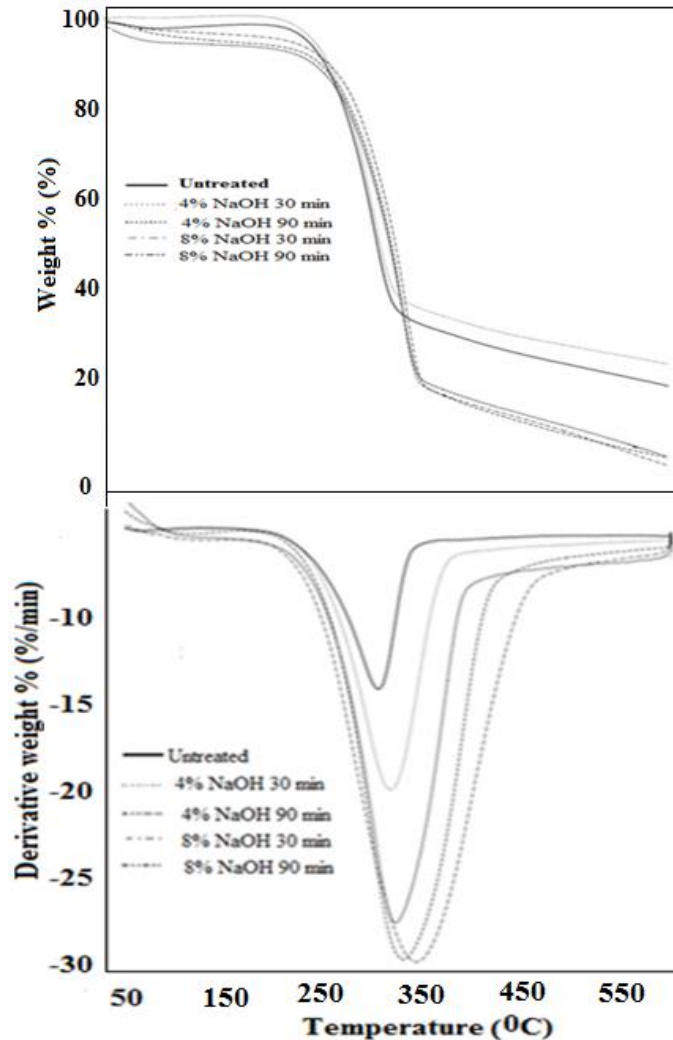 100
80
60
40
20
0
Weight % (%)
Untreated
4% NaOH 30 min
4% NaOH 90 min
8% NaOH 30 min
8% NaOH 90 min
-10
-15
-20
-25
-30
Derivative weight % (%/min)
Untreated
4% NaOH 30 min
4% NaOH 90 min
8% NaOH 30 min
8% NaOH 90 min
50 150 250 350 450 550
Temperature (⁰C)